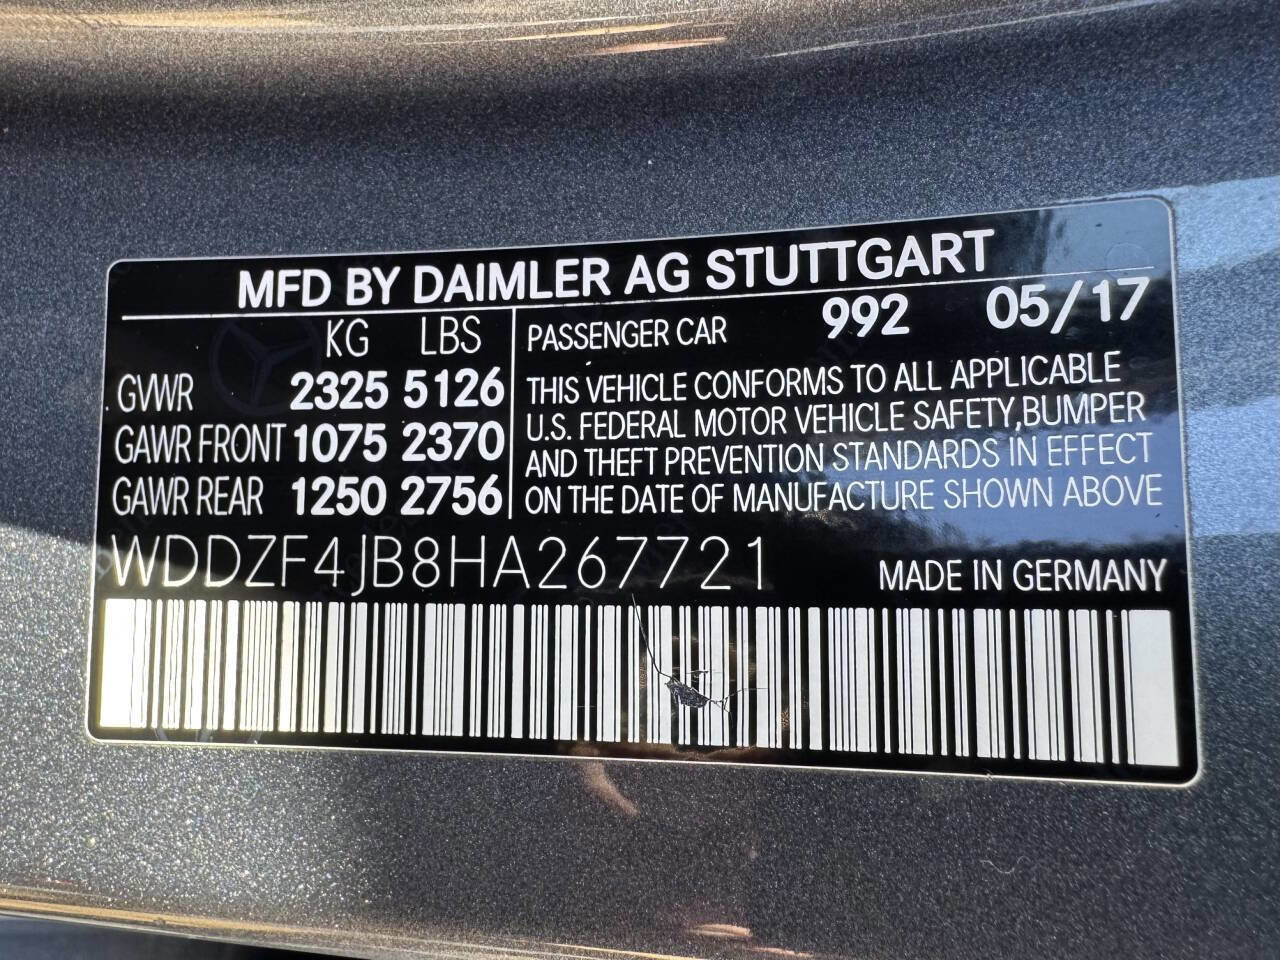 MFD BY DAIMLER AG STUTTGART
KG LBS
GVWR 2325 5126
GAWR FRONT 1075 2370
GAWR REAR 1250 2756
PASSENGER CAR 992 05/17
THIS VEHICLE CONFORMS TO ALL APPLICABLE
U.S. FEDERAL MOTOR VEHICLE SAFETY,BUMPER
AND THEFT PREVENTION STANDARDS IN EFFECT
ON THE DATE OF MANUFACTURE SHOWN ABOVE
WDDZF4JB8HA267721 MADE IN GERMANY